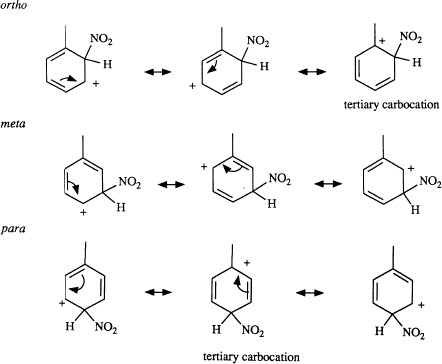 ortho
NO₂
NO₂
+
NO₂
H
H
H
+
+
tertiary carbocation
meta
+
+
NO₂
NO₂
NO₂
+
H
H
H
para
+
+
+
H NO₂
H NO₂
H NO₂
tertiary carbocation